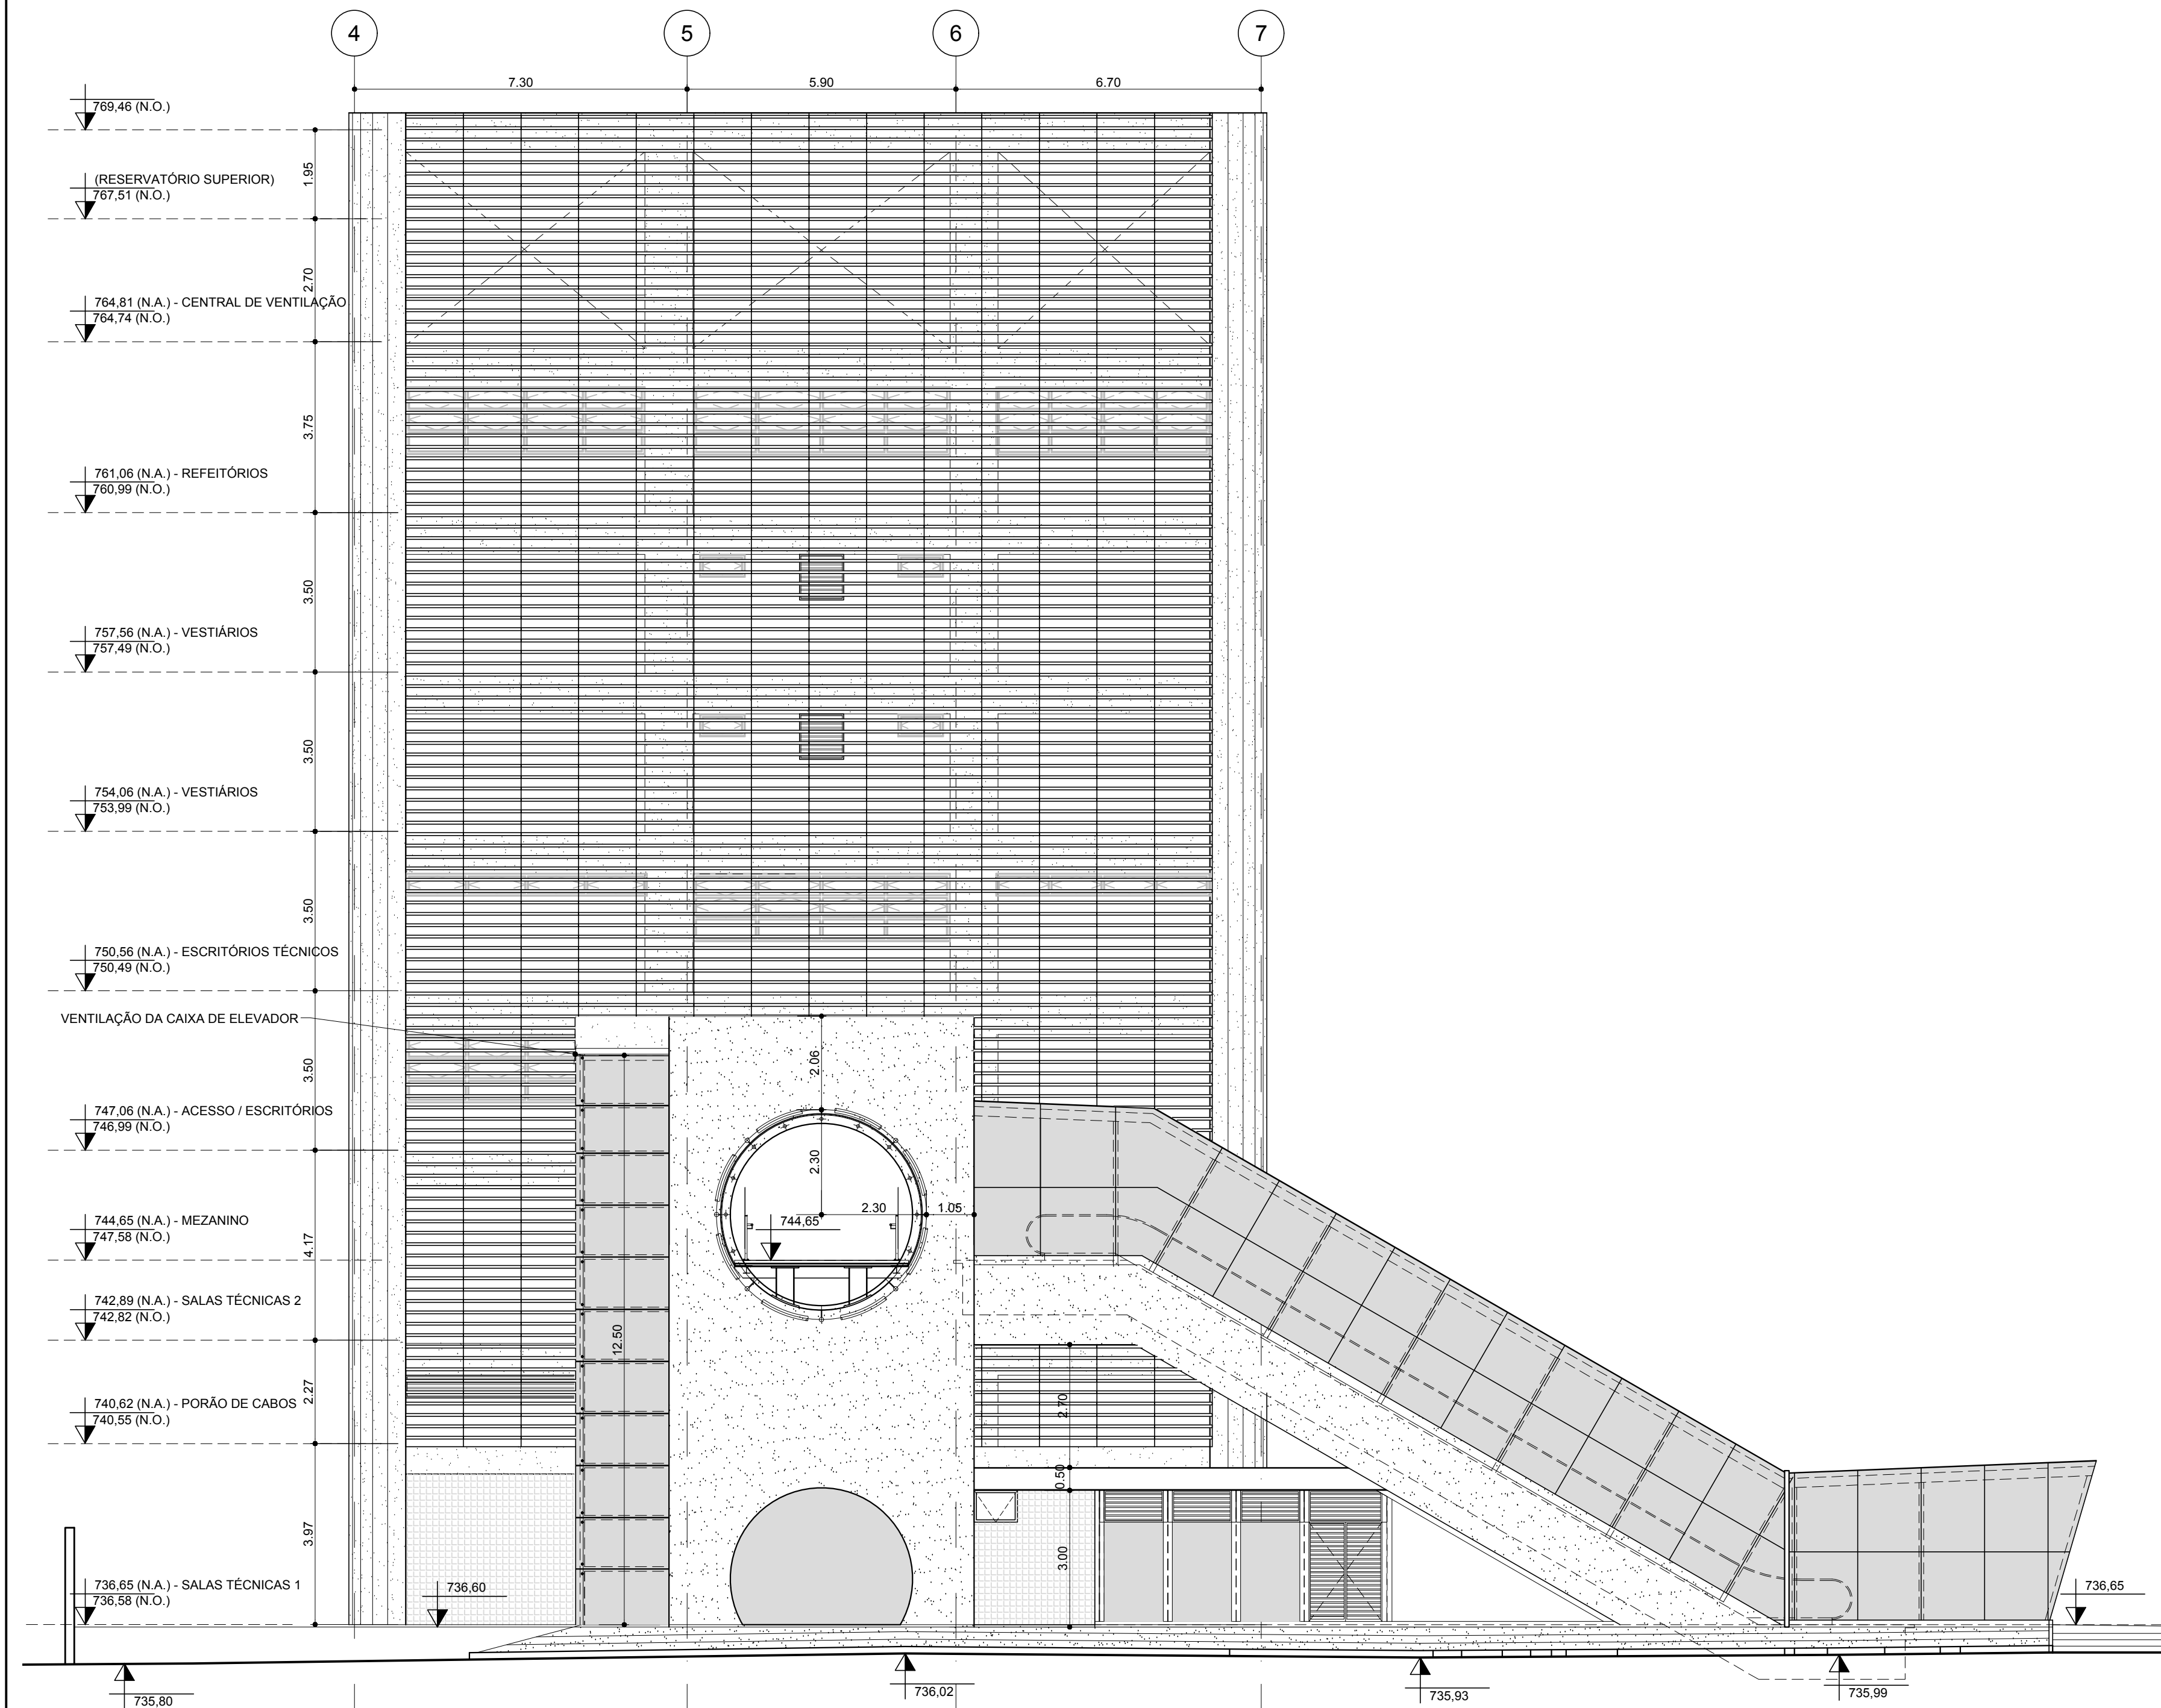 4
5
6
7
7.30
5.90
6.70
769,46 (N.O.)
1.95
(RESERVATÓRIO SUPERIOR)
767,51 (N.O.)
2.70
764,81 (N.A.) - CENTRAL DE VENTILAÇÃO
764,74 (N.O.)
3.75
761,06 (N.A.) - REFEITÓRIOS
760,99 (N.O.)
3.50
757,56 (N.A.) - VESTIÁRIOS
757,49 (N.O.)
3.50
754,06 (N.A.) - VESTIÁRIOS
753,99 (N.O.)
3.50
750,56 (N.A.) - ESCRITÓRIOS TÉCNICOS
750,49 (N.O.)
VENTILAÇÃO DA CAIXA DE ELEVADOR
3.50
2.06
747,06 (N.A.) - ACESSO / ESCRITÓRIOS
746,99 (N.O.)
2.30
2.30
1.05
744,65
744,65 (N.A.) - MEZANINO
747,58 (N.O.)
4.17
742,89 (N.A.) - SALAS TÉCNICAS 2
742,82 (N.O.)
12.50
2.27
2.70
740,62 (N.A.) - PORÃO DE CABOS
740,55 (N.O.)
0.50
3.97
3.00
736,65 (N.A.) - SALAS TÉCNICAS 1
736,58 (N.O.)
736,60
736,65
735,80
736,02
735,93
735,99